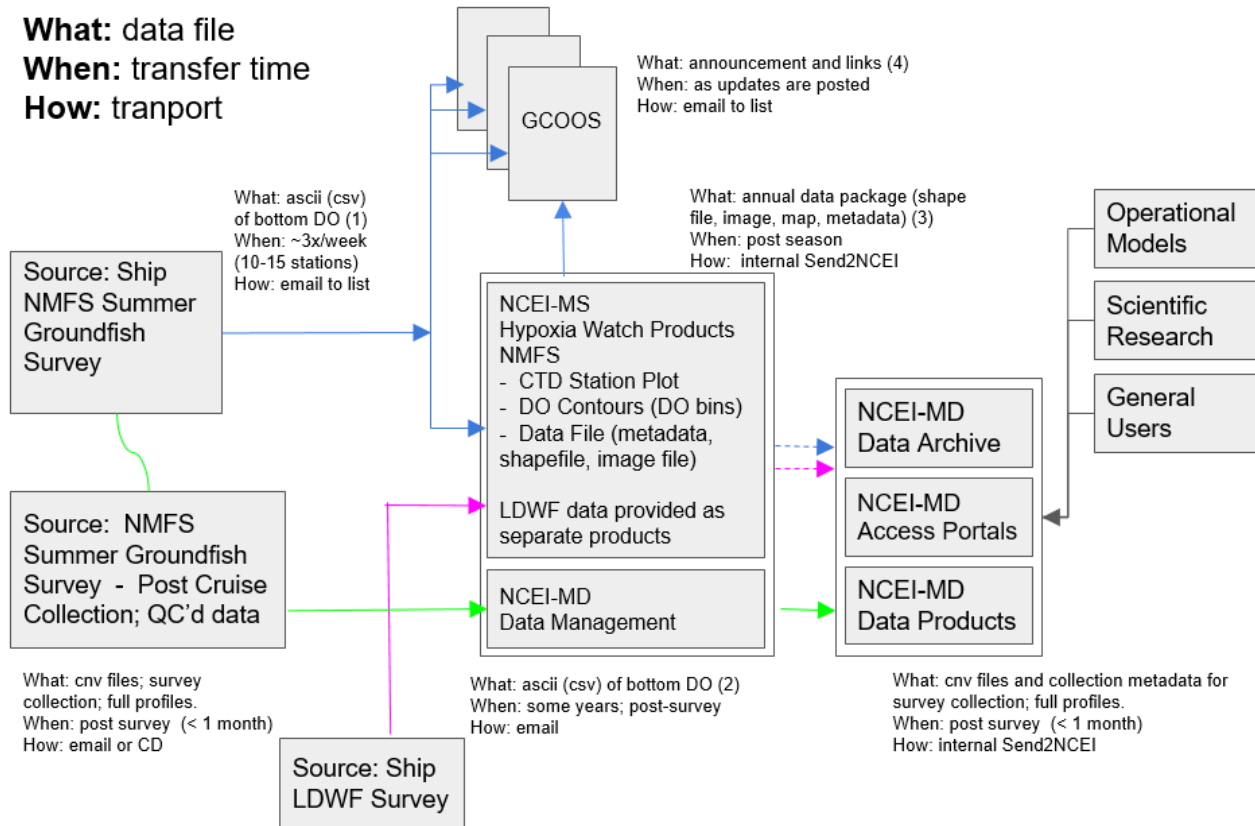 What: data file
When: transfer time
How: tranport
GCOOS
What: announcement and links (4)
When: as updates are posted
How: email to list
What: ascii (csv)
of bottom DO (1)
When: ~3x/week
(10-15 stations)
How: email to list
What: annual data package (shape
file, image, map, metadata) (3)
When: post season
How:  internal Send2NCEI
Operational
Models
Scientific
Research
General
Users
Source: Ship
NMFS Summer
Groundfish
Survey
NCEI-MS
Hypoxia Watch Products
NMFS
-  CTD Station Plot
-  DO Contours (DO bins)
-  Data File (metadata,
shapefile, image file)
LDWF data provided as
separate products
NCEI-MD
Data Archive
NCEI-MD
Access Portals
NCEI-MD
Data Products
Source:  NMFS
Summer Groundfish
Survey  -  Post Cruise
Collection; QC'd data
NCEI-MD
Data Management
What: cnv files; survey
collection; full profiles.
When: post survey  (< 1 month)
How: email or CD
What: ascii (csv) of bottom DO (2)
When: some years; post-survey
How: email
What: cnv files and collection metadata for
survey collection; full profiles.
When: post survey  (< 1 month)
How: internal Send2NCEI
Source: Ship
LDWF Survey